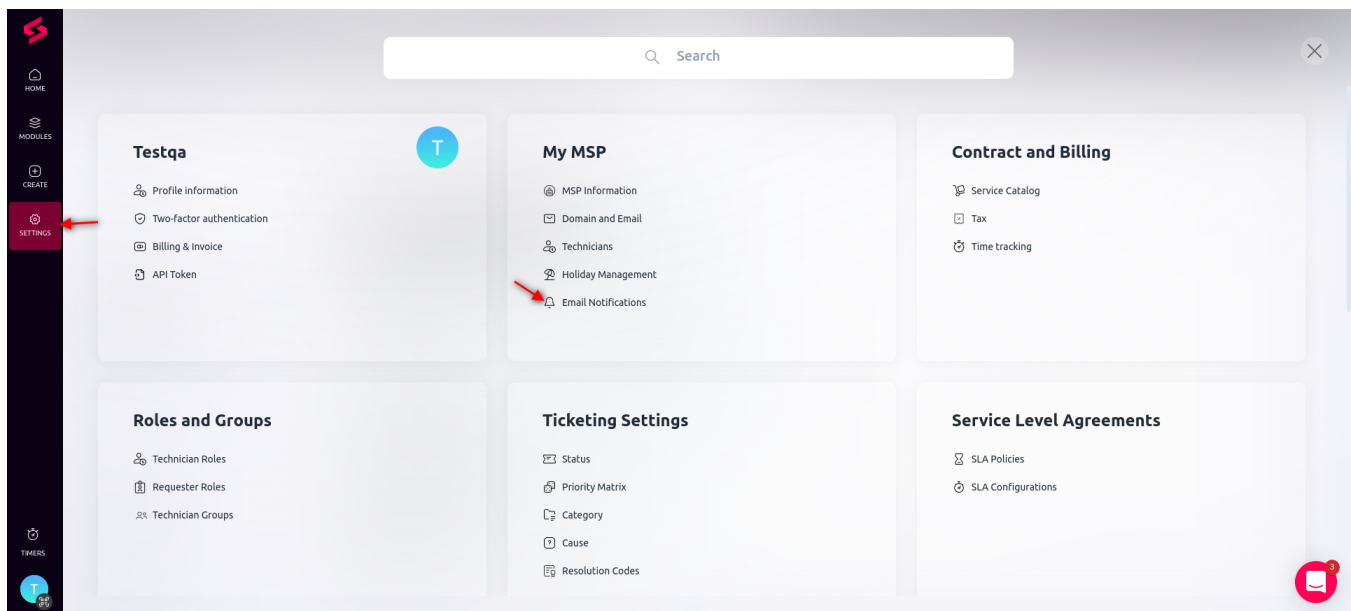 Search
HOME
MODULES
CREATE
SETTINGS
Testqa
T
Profile information
Two-factor authentication
Billing & Invoice
API Token
My MSP
MSP Information
Domain and Email
Technicians
Holiday Management
Email Notifications
Contract and Billing
Service Catalog
Tax
Time tracking
Roles and Groups
Technician Roles
Requester Roles
Technician Groups
Ticketing Settings
Status
Priority Matrix
Category
Cause
Resolution Codes
Service Level Agreements
SLA Policies
SLA Configurations
TIMERS
T
3